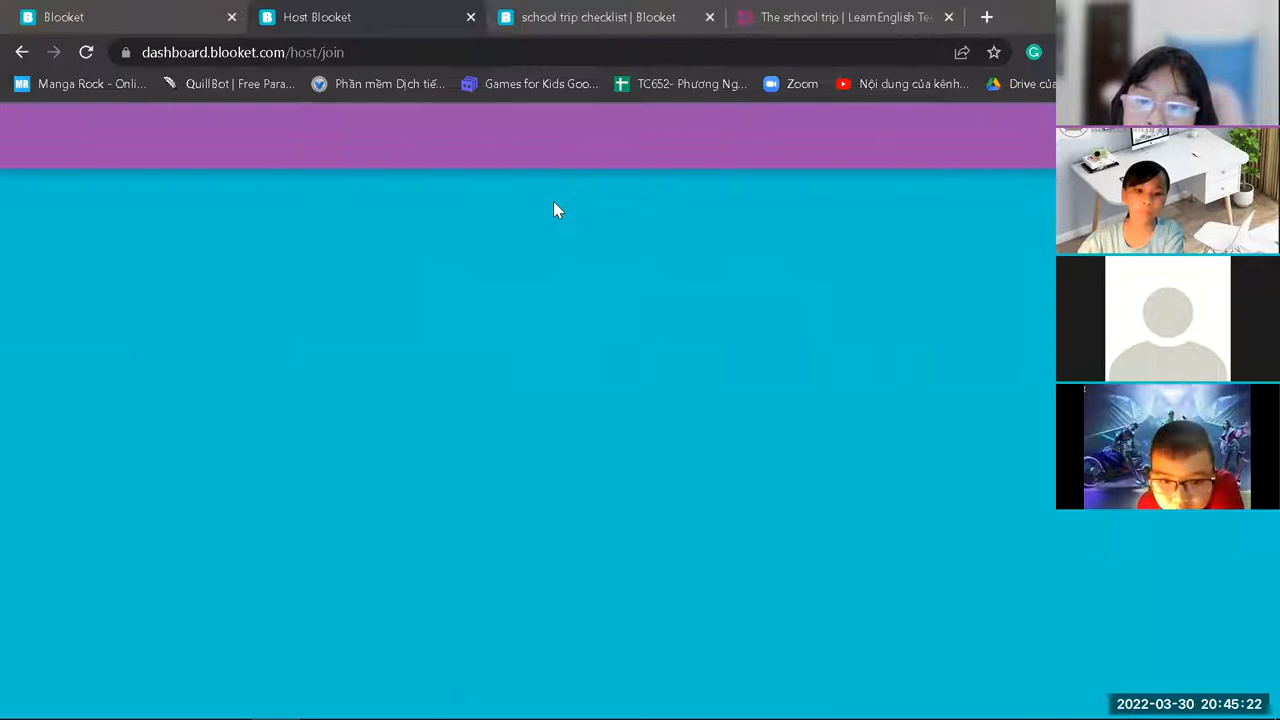 Blooket
Host Blooket
school trip checklist | Blooket
The school trip | LearnEnglish Tee
dashboard.blooket.com/host/join
MR Manga Rock - Onli...
QuillBot | Free Para...
Phần mềm Dịch tiế...
Games for Kids Goo...
TC652- Phương Ng...
Zoom
Nội dung của kênh...
Drive củ
2022-03-30 20:45:22